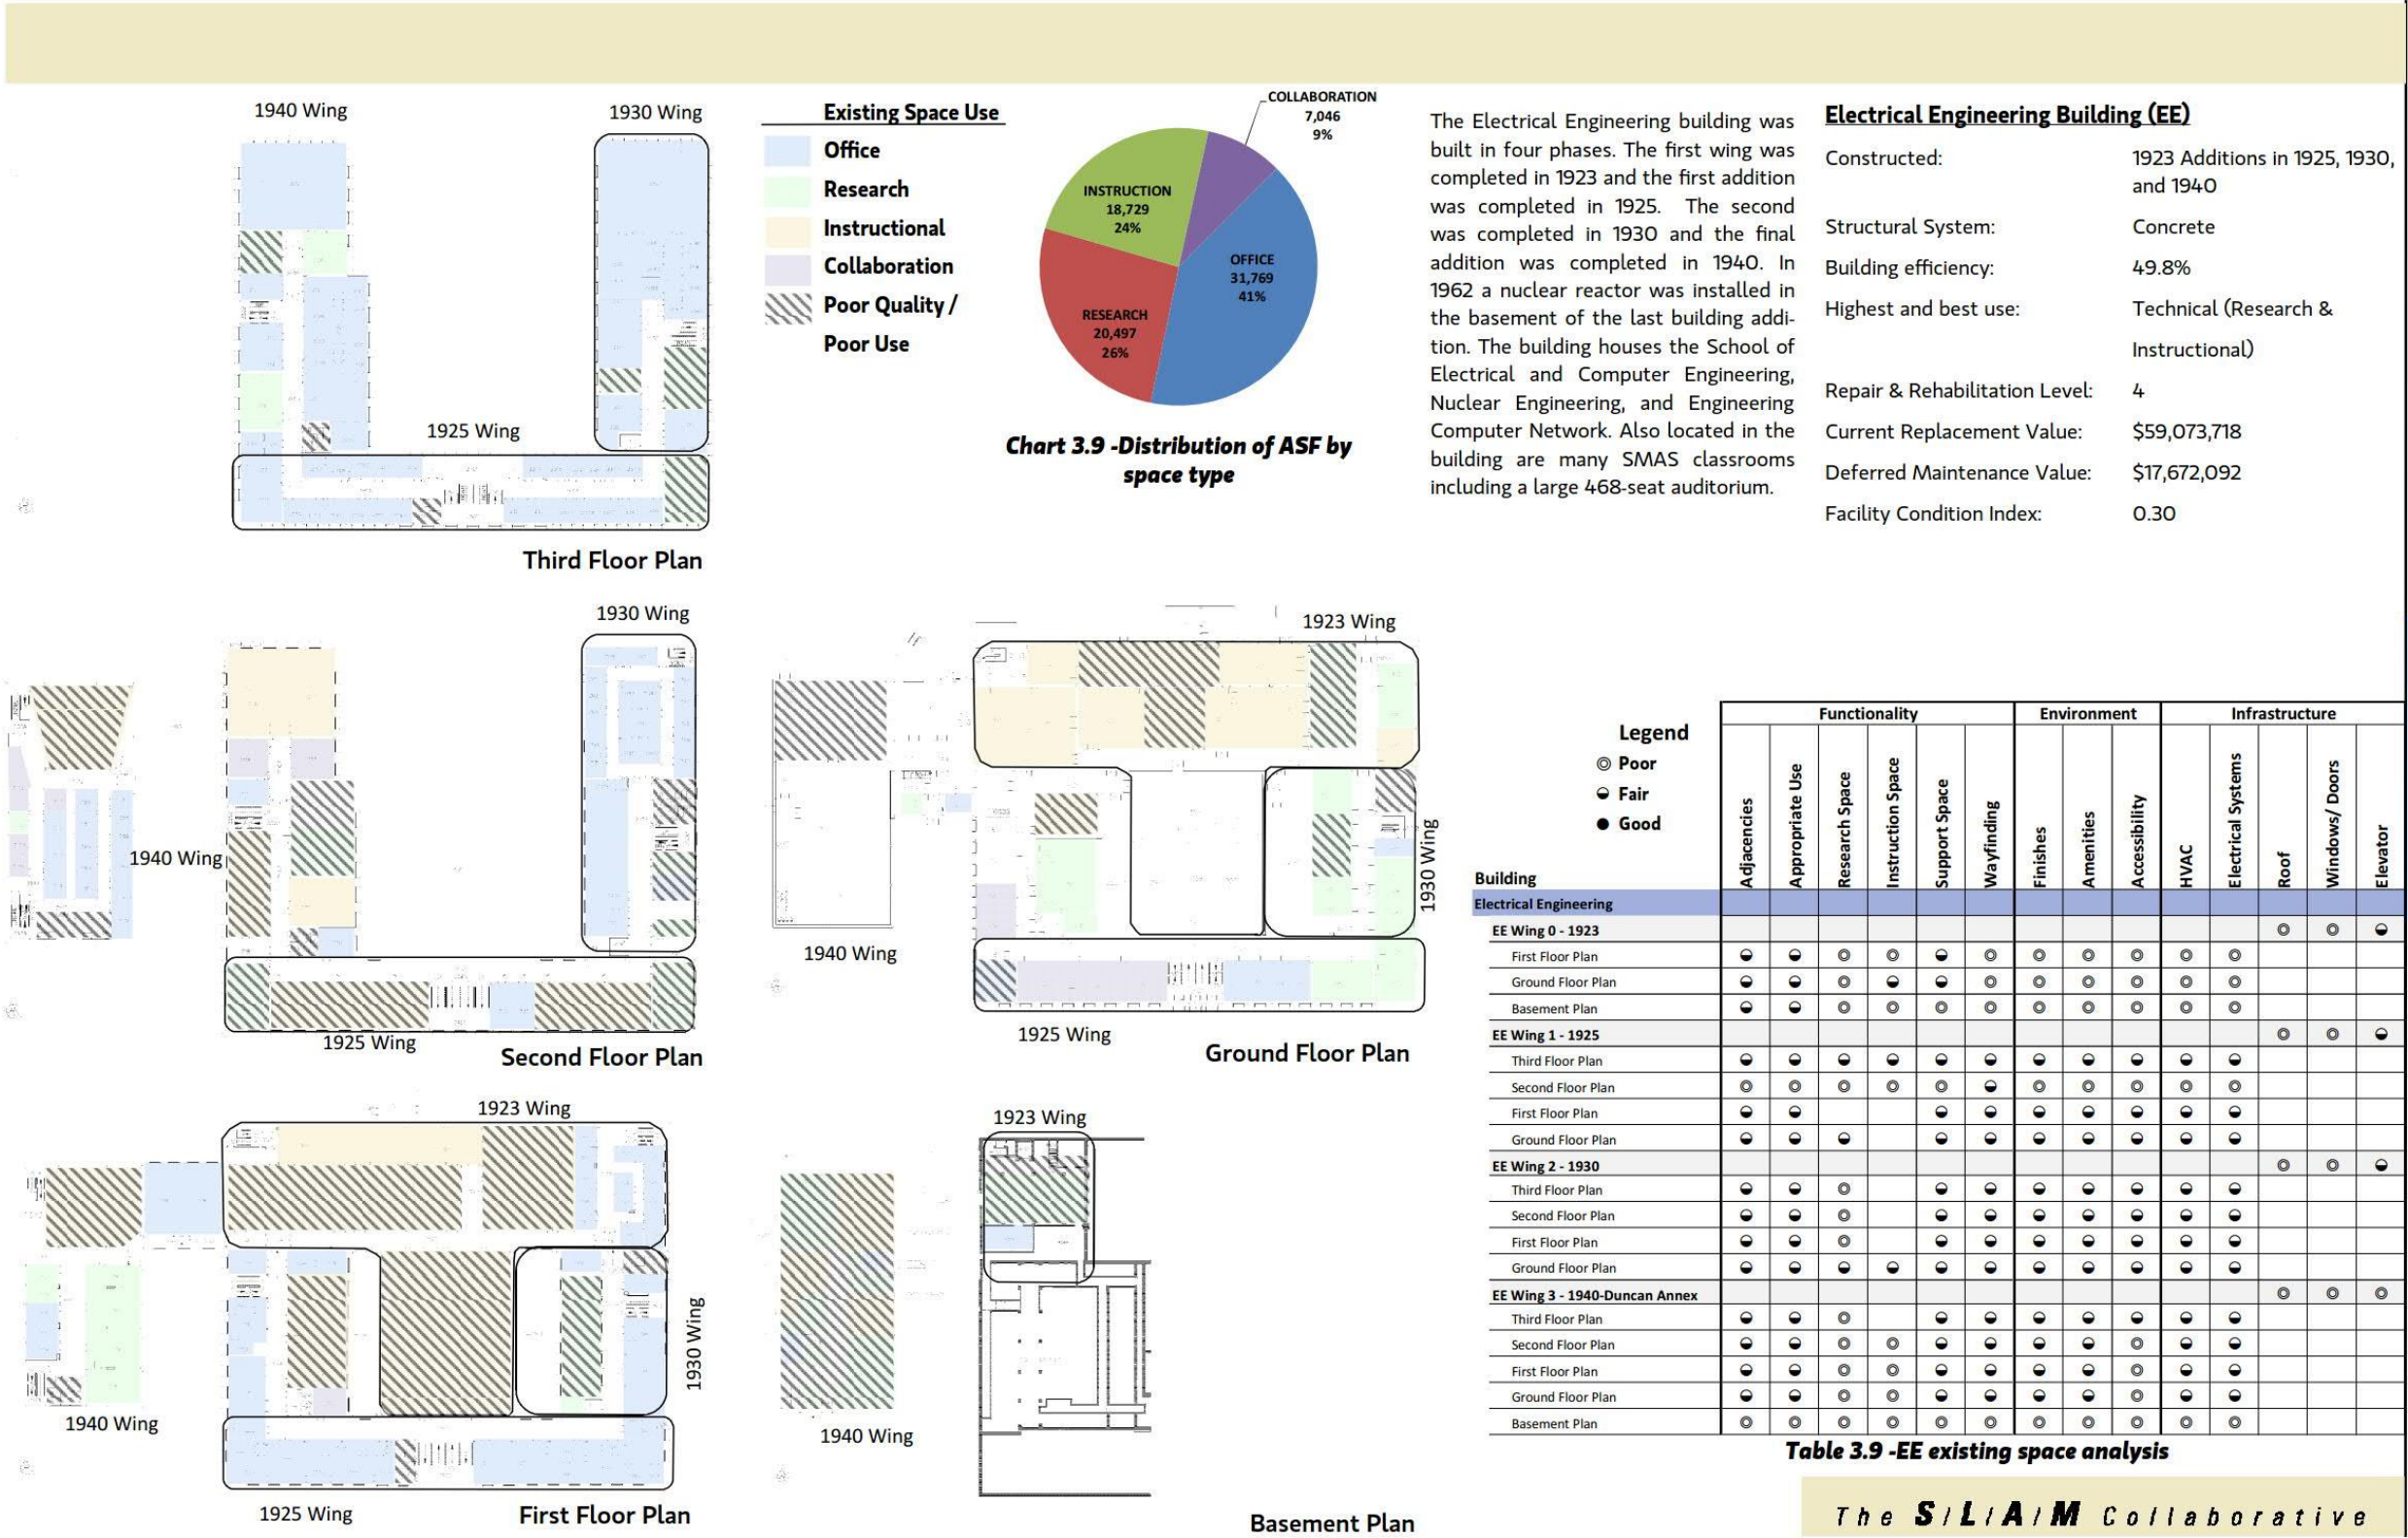 1940 Wing
1930 Wing
1925 Wing
Third Floor Plan
Existing Space Use
Office
Research
Instructional
Collaboration
Poor Quality /
Poor Use
COLLABORATION
7,046
9%
INSTRUCTION
18,729
24%
OFFICE
31,769
41%
RESEARCH
20,497
26%
Chart 3.9 -Distribution of ASF by
space type
The Electrical Engineering building was
built in four phases. The first wing was
completed in 1923 and the first addition
was completed in 1925. The second
was completed in 1930 and the final
addition was completed in 1940. In
1962 a nuclear reactor was installed in
the basement of the last building addi-
tion. The building houses the School of
Electrical and Computer Engineering,
Nuclear Engineering, and Engineering
Computer Network. Also located in the
building are many SMAS classrooms
including a large 468-seat auditorium.
Electrical Engineering Building (EE)
Constructed: 1923 Additions in 1925, 1930,
and 1940
Structural System: Concrete
Building efficiency: 49.8%
Highest and best use: Technical (Research &
Instructional)
Repair & Rehabilitation Level: 4
Current Replacement Value: $59,073,718
Deferred Maintenance Value: $17,672,092
Facility Condition Index: 0.30
1930 Wing
1940 Wing
1925 Wing
Second Floor Plan
1923 Wing
1930 Wing
1940 Wing
1925 Wing
Ground Floor Plan
1923 Wing
1930 Wing
1940 Wing
1925 Wing
First Floor Plan
1923 Wing
1940 Wing
Basement Plan
Legend
◎ Poor
◒ Fair
● Good
Functionality Environment Infrastructure
Building
Adjacencies
Appropriate Use
Research Space
Instruction Space
Support Space
Wayfinding
Finishes
Amenities
Accessibility
HVAC
Electrical Systems
Roof
Windows/ Doors
Elevator
Electrical Engineering
EE Wing 0 - 1923
First Floor Plan
Ground Floor Plan
Basement Plan
EE Wing 1 - 1925
Third Floor Plan
Second Floor Plan
First Floor Plan
Ground Floor Plan
EE Wing 2 - 1930
Third Floor Plan
Second Floor Plan
First Floor Plan
Ground Floor Plan
EE Wing 3 - 1940-Duncan Annex
Third Floor Plan
Second Floor Plan
First Floor Plan
Ground Floor Plan
Basement Plan
Table 3.9 -EE existing space analysis
The S/L/A/M Collaborative